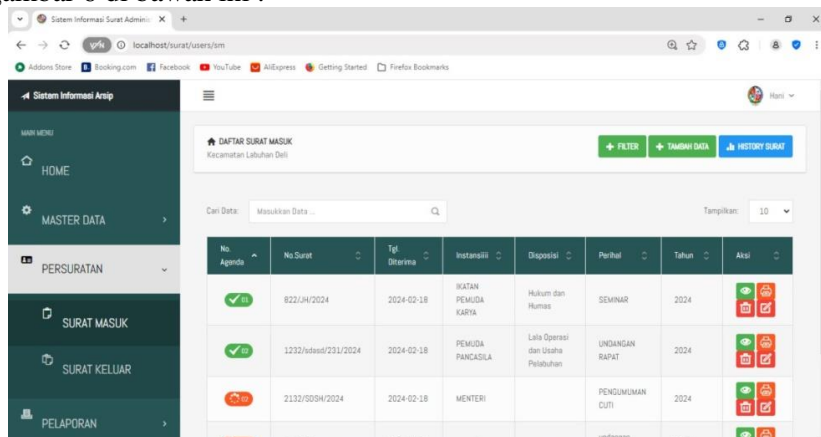 Sistem Informasi Surat Adminis
localhost/surat/users/sm
Addons Store Booking.com Facebook YouTube AliExpress Getting Started Firefox Bookmarks
Sistem Informasi Arsip
Hani
MAIN MENU
HOME
MASTER DATA
PERSURATAN
SURAT MASUK
SURAT KELUAR
PELAPORAN
DAFTAR SURAT MASUK
Kecamatan Labuhan Deli
+ FILTER + TAMBAH DATA HISTORY SURAT
Cari Data: Masukkan Data ... Tampilkan: 10
No. Agenda No.Surat Tgl. Diterima Instansiiii Disposisi Perihal Tahun Aksi
01 822/JH/2024 2024-02-18 IKATAN PEMUDA KARYA Hukum dan Humas SEMINAR 2024
02 1232/sdasd/231/2024 2024-02-18 PEMUDA PANCASILA Lala Operasi dan Usaha Pelabuhan UNDANGAN RAPAT 2024
2132/SDSH/2024 2024-02-18 MENTERI PENGUMUMAN CUTI 2024